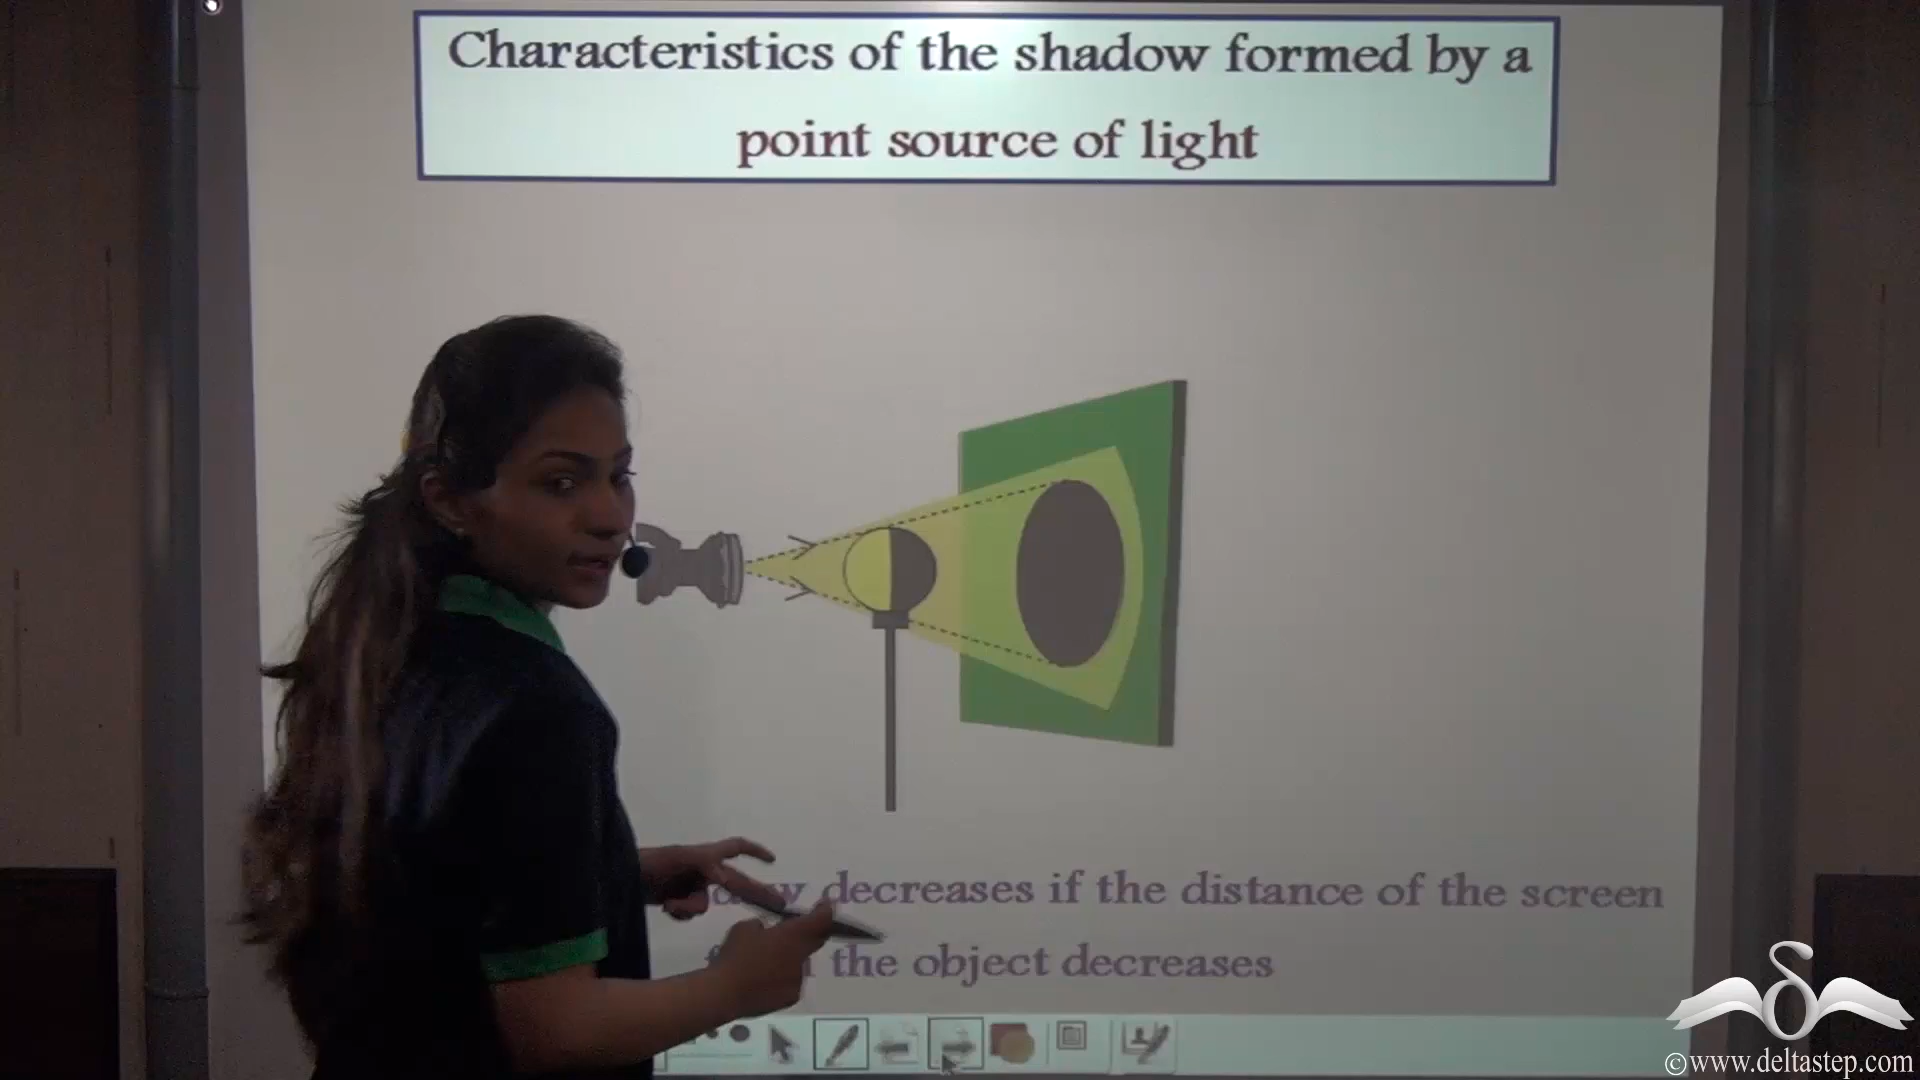 Characteristics of the shadow formed by a
point source of light
decreases if the distance of the screen
the object decreases
©www.deltastep.com